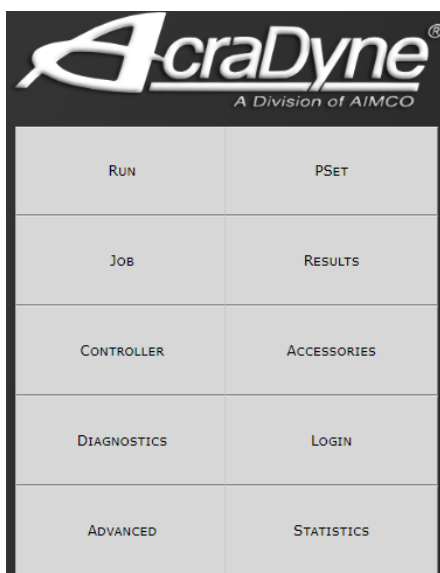 AcraDyne®
A Division of AIMCO
Run PSet
Job Results
Controller Accessories
Diagnostics Login
Advanced Statistics